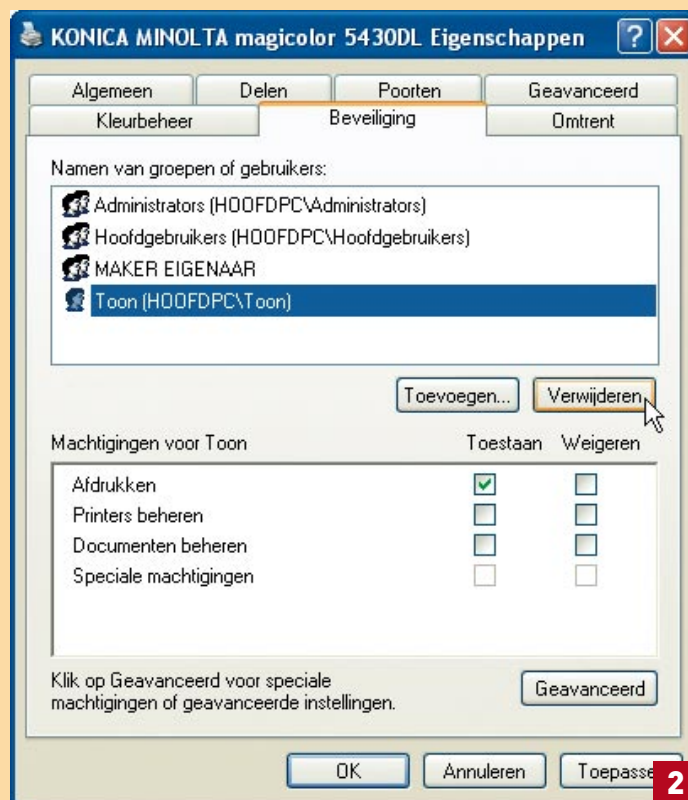 KONICA MINOLTA magicolor 5430DL Eigenschappen
Algemeen Delen Poorten Geavanceerd
Kleurbeheer Beveiliging Omtrent
Namen van groepen of gebruikers:
Administrators (HOOFDPC\Administrators)
Hoofdgebruikers (HOOFDPC\Hoofdgebruikers)
MAKER EIGENAAR
Toon (HOOFDPC\Toon)
Toevoegen... Verwijderen
Machtigingen voor Toon Toestaan Weigeren
Afdrukken
Printers beheren
Documenten beheren
Speciale machtigingen
Klik op Geavanceerd voor speciale
machtigingen of geavanceerde instellingen.
Geavanceerd
OK Annuleren Toepasse
2